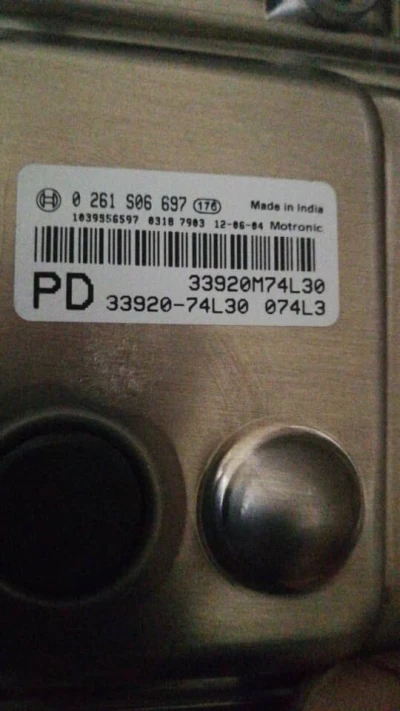 0 261 S06 697 176 Made in India
1039S56597 0318 7903 12-06-04 Motronic
33920M74L30
PD 33920-74L30 074L3